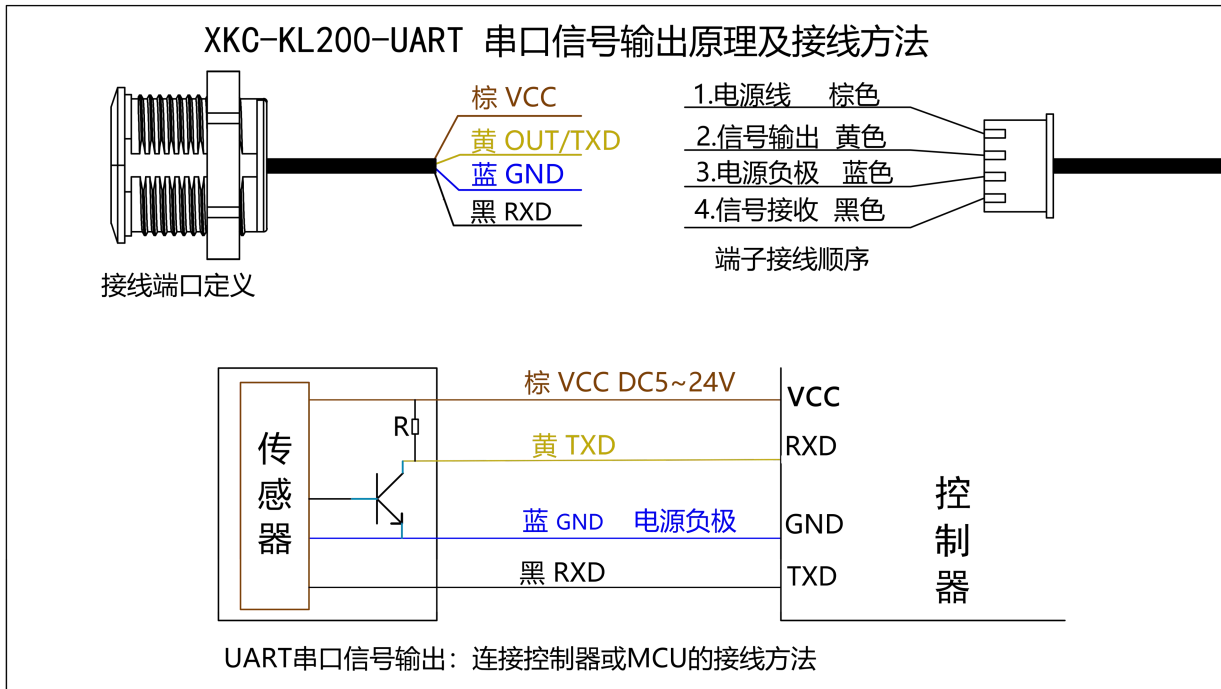 XKC-KL200-UART 串口信号输出原理及接线方法
棕 VCC
黄 OUT/TXD
蓝 GND
黑 RXD
接线端口定义
1.电源线 棕色
2.信号输出 黄色
3.电源负极 蓝色
4.信号接收 黑色
端子接线顺序
传感器
R
棕 VCC DC5~24V
黄 TXD
蓝 GND 电源负极
黑 RXD
VCC
RXD
GND
TXD
控制器
UART串口信号输出：连接控制器或MCU的接线方法